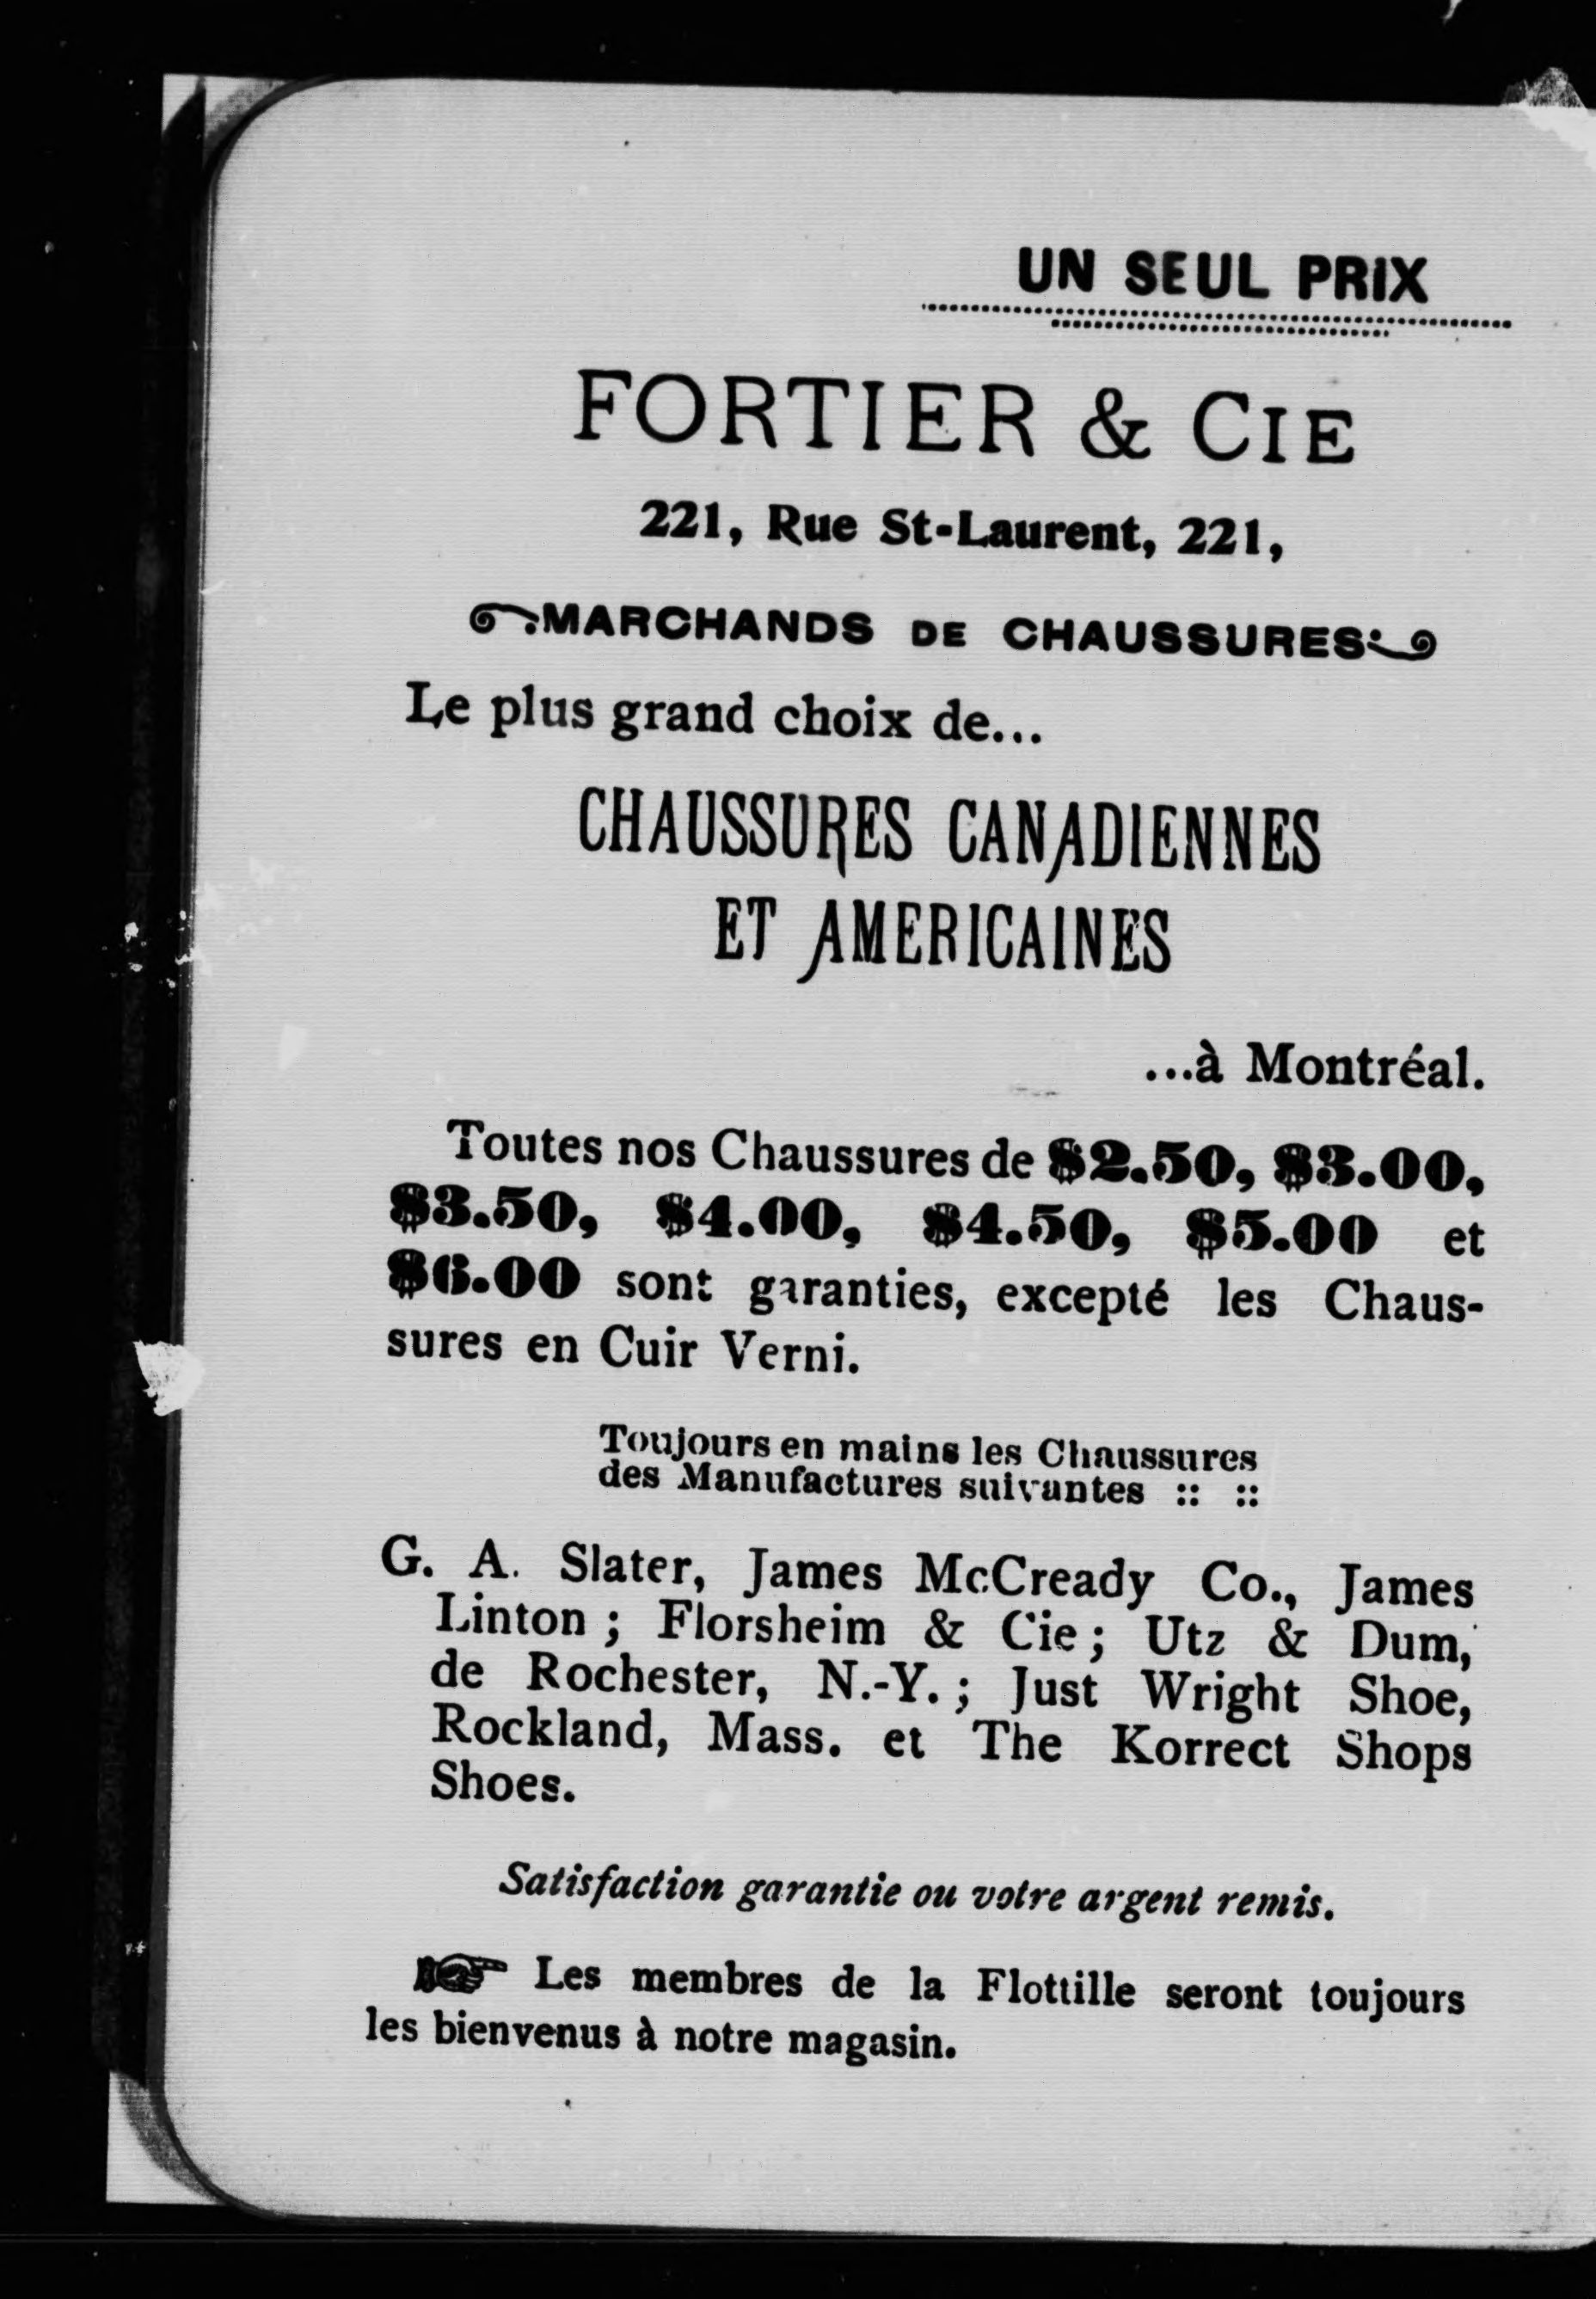 UN SEUL PRIX
FORTIER & CIE
221, Rue St-Laurent, 221,
MARCHANDS DE CHAUSSURES
Le plus grand choix de...
CHAUSSURES CANADIENNES
ET AMERICAINES
...à Montréal.
Toutes nos Chaussures de $2.50, $3.00,
$3.50, $4.00, $4.50, $5.00 et
$6.00 sont garanties, excepté les Chaus-
sures en Cuir Verni.
Toujours en mains les Chaussures
des Manufactures suivantes :: ::
G. A. Slater, James McCready Co., James
Linton ; Florsheim & Cie ; Utz & Dum,
de Rochester, N.-Y. ; Just Wright Shoe,
Rockland, Mass. et The Korrect Shops
Shoes.
Satisfaction garantie ou votre argent remis.
☞ Les membres de la Flottille seront toujours
les bienvenus à notre magasin.